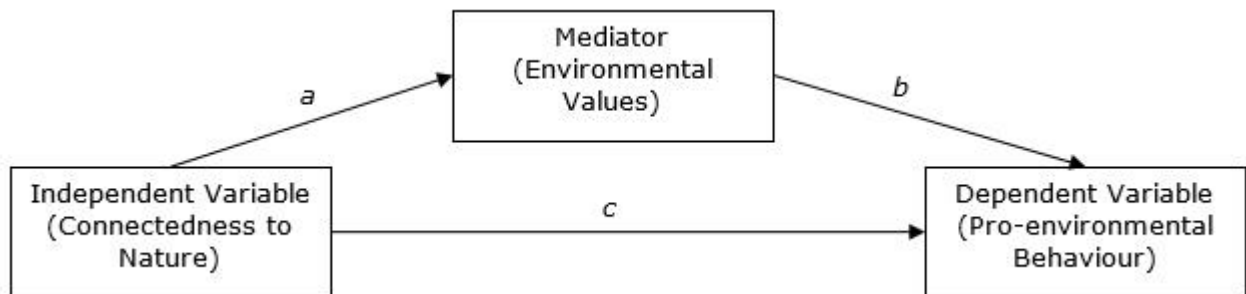 Mediator
(Environmental
Values)
a
b
Independent Variable
(Connectedness to
Nature)
c
Dependent Variable
(Pro-environmental
Behaviour)